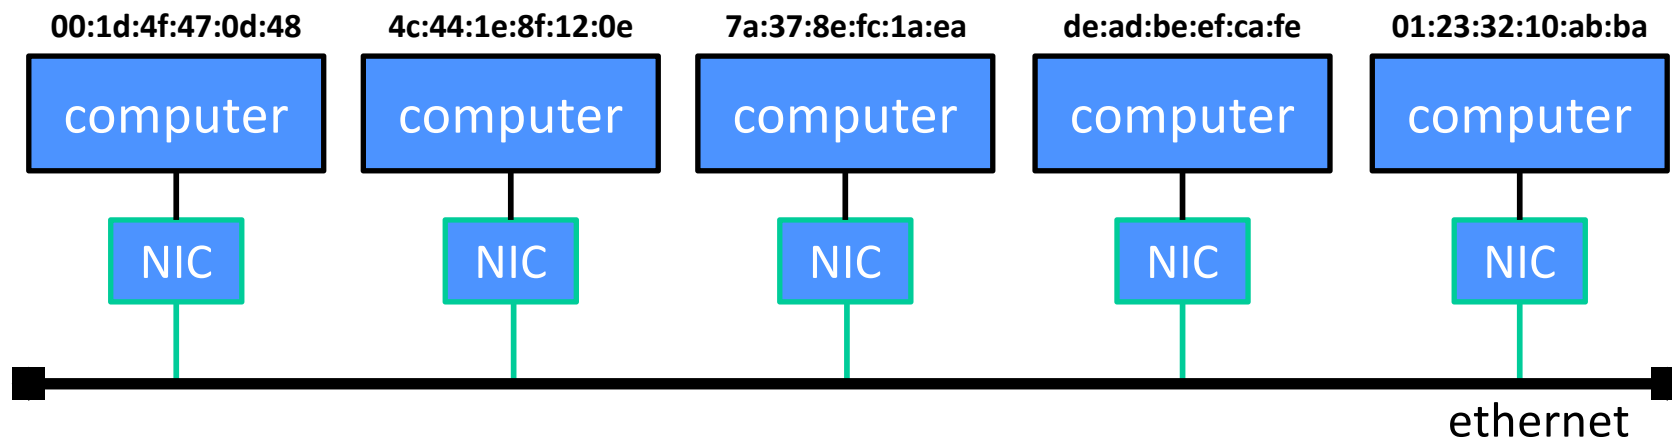 00:1d:4f:47:0d:48 4c:44:1e:8f:12:0e 7a:37:8e:fc:1a:ea de:ad:be:ef:ca:fe 01:23:32:10:ab:ba
computer computer computer computer computer
NIC NIC NIC NIC NIC
ethernet